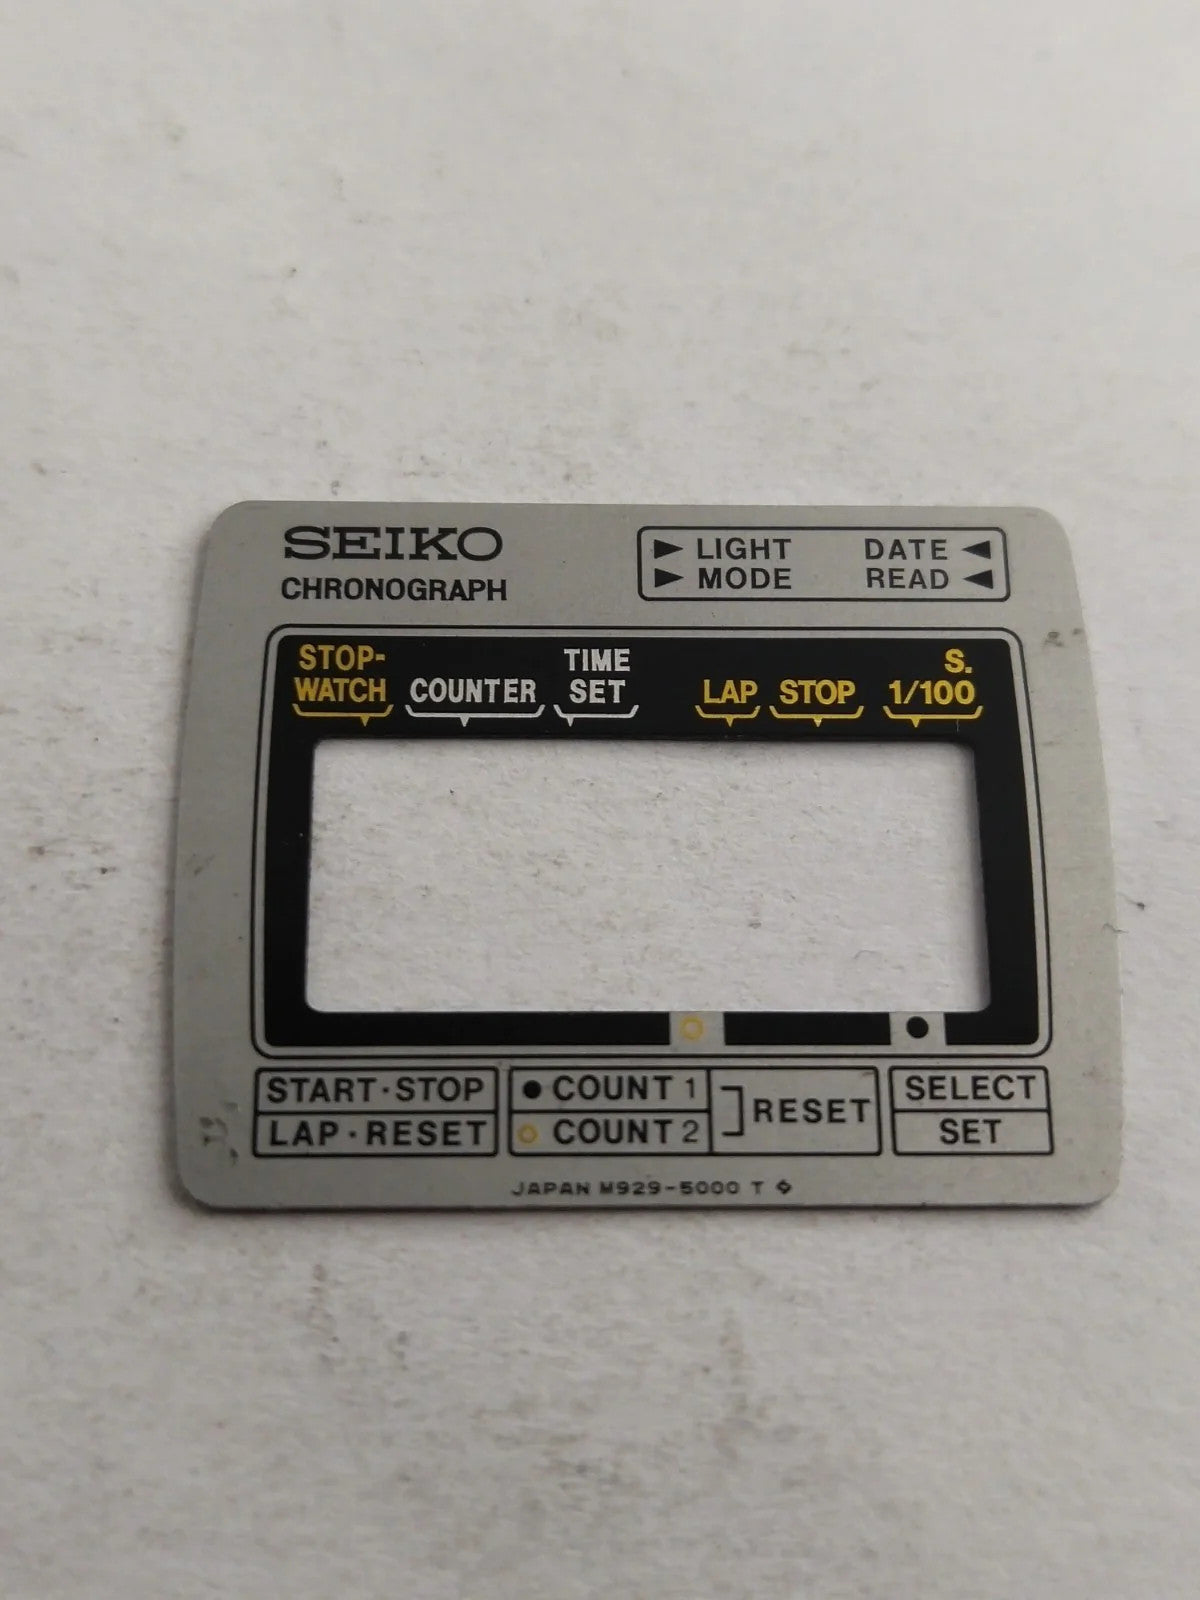 SEIKO
CHRONOGRAPH
▶ LIGHT DATE ◀
▶ MODE READ ◀
STOP-
WATCH
COUNTER
TIME
SET
LAP
STOP
S.
1/100
START·STOP
LAP·RESET
● COUNT 1
○ COUNT 2
RESET
SELECT
SET
JAPAN M929-5000 T